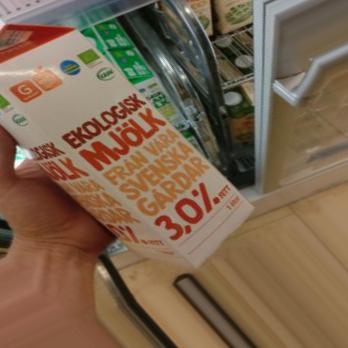 EKOLOGISK
MJÖLK
FRÅN VÅRA
SVENSKA
GÅRDAR
3,0% FETT